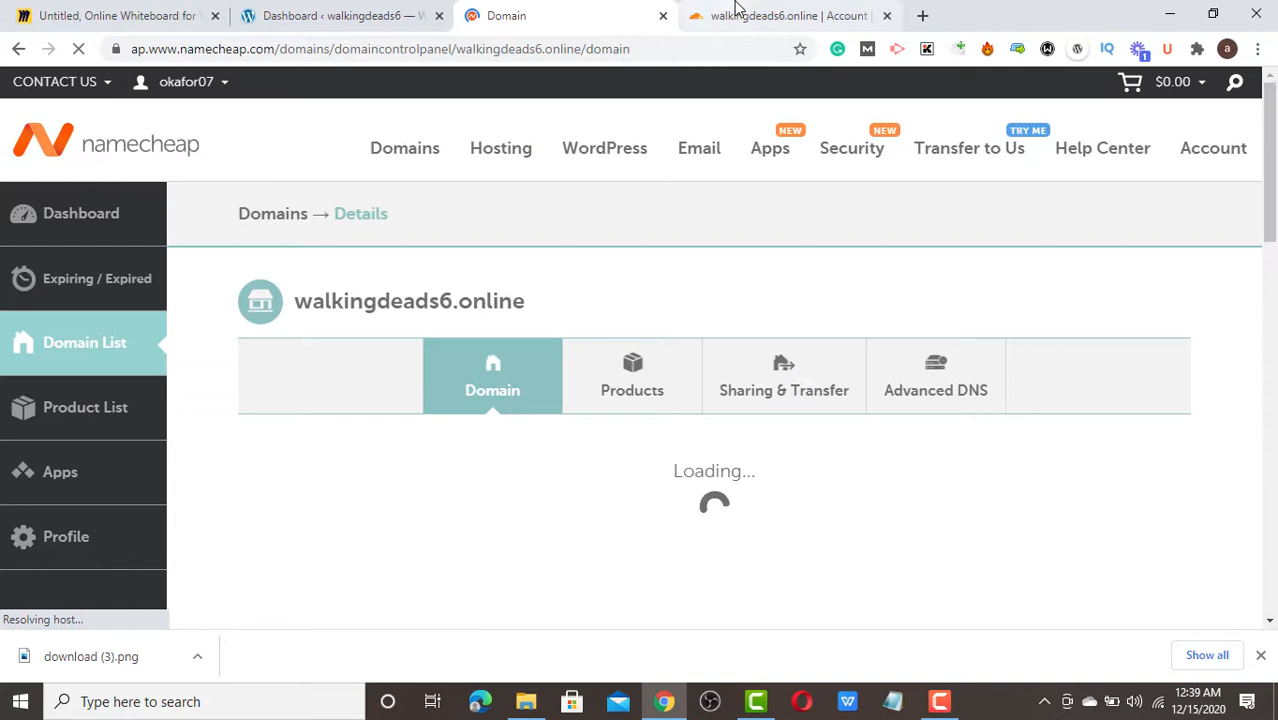 Untitled, Online Whiteboard for
Dashboard ‹ walkingdeads6 — W
Domain
walkingdeads6.online | Account |
ap.www.namecheap.com/domains/domaincontrolpanel/walkingdeads6.online/domain
CONTACT US
okafor07
$0.00
namecheap
Domains
Hosting
WordPress
Email
NEW
Apps
NEW
Security
TRY ME
Transfer to Us
Help Center
Account
Dashboard
Expiring / Expired
Domain List
Product List
Apps
Profile
Domains → Details
walkingdeads6.online
Domain
Products
Sharing & Transfer
Advanced DNS
Loading...
Resolving host...
download (3).png
Show all
Type here to search
12:39 AM
12/15/2020